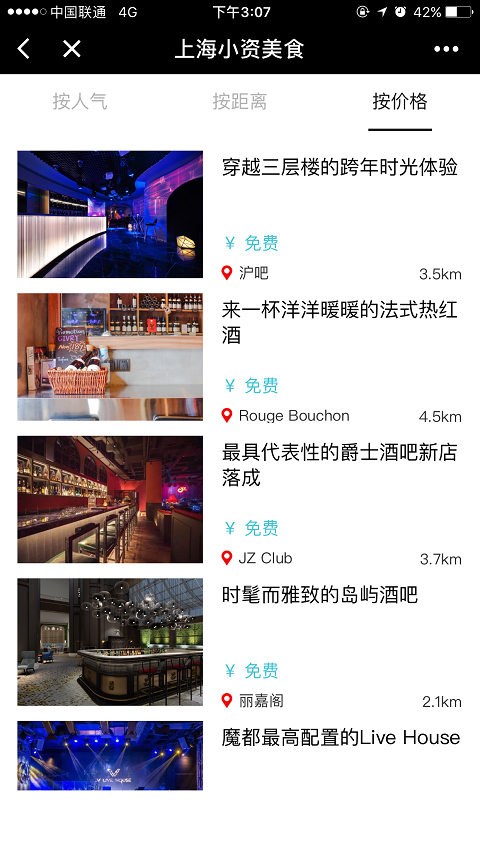 中国联通 4G 下午3:07 42%
上海小资美食
按人气 按距离 按价格
穿越三层楼的跨年时光体验
¥ 免费
沪吧 3.5km
来一杯洋洋暖暖的法式热红
酒
¥ 免费
Rouge Bouchon 4.5km
最具代表性的爵士酒吧新店
落成
¥ 免费
JZ Club 3.7km
时髦而雅致的岛屿酒吧
¥ 免费
丽嘉阁 2.1km
魔都最高配置的Live House
LIVE HOUSE